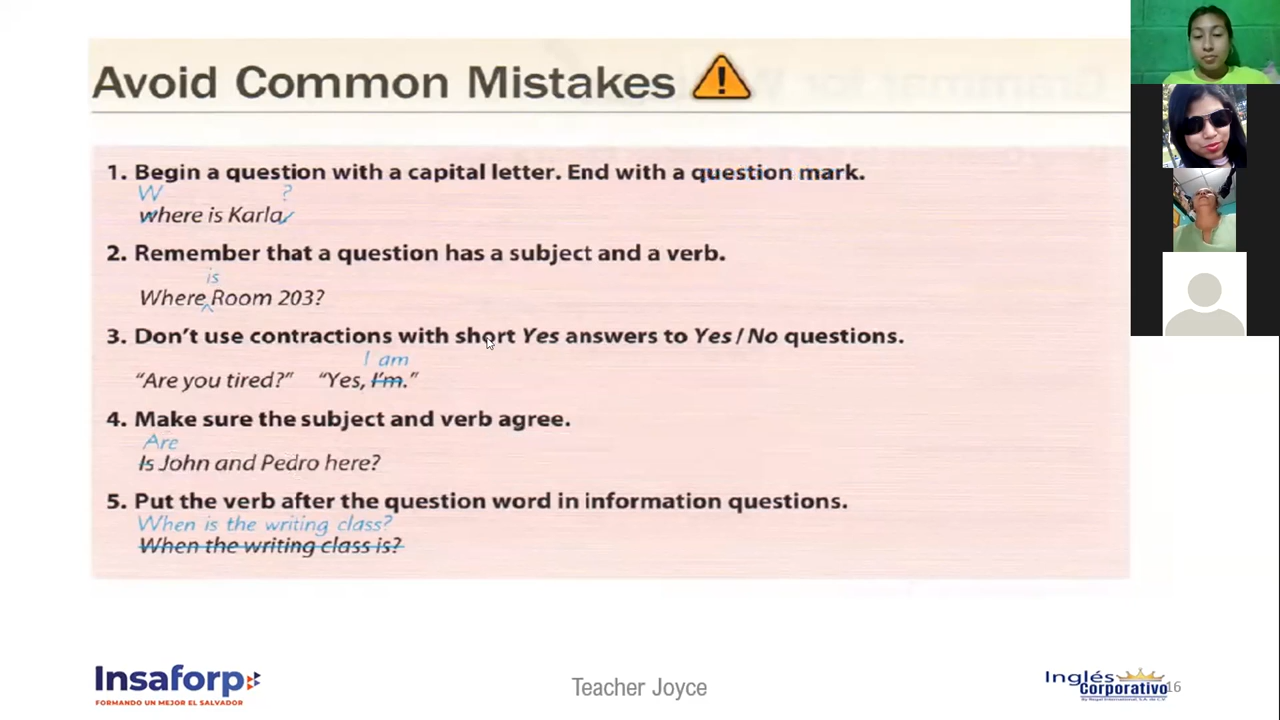 Avoid Common Mistakes
1. Begin a question with a capital letter. End with a question mark.
W ?
where is Karla
2. Remember that a question has a subject and a verb.
is
Where Room 203?
3. Don't use contractions with short Yes answers to Yes / No questions.
I am
"Are you tired?" "Yes, I'm."
4. Make sure the subject and verb agree.
Are
Is John and Pedro here?
5. Put the verb after the question word in information questions.
When is the writing class?
When the writing class is?
Insaforp
FORMANDO UN MEJOR EL SALVADOR
Teacher Joyce
Inglés
Corporativo
by Regal International, S.A. de C.V.
16